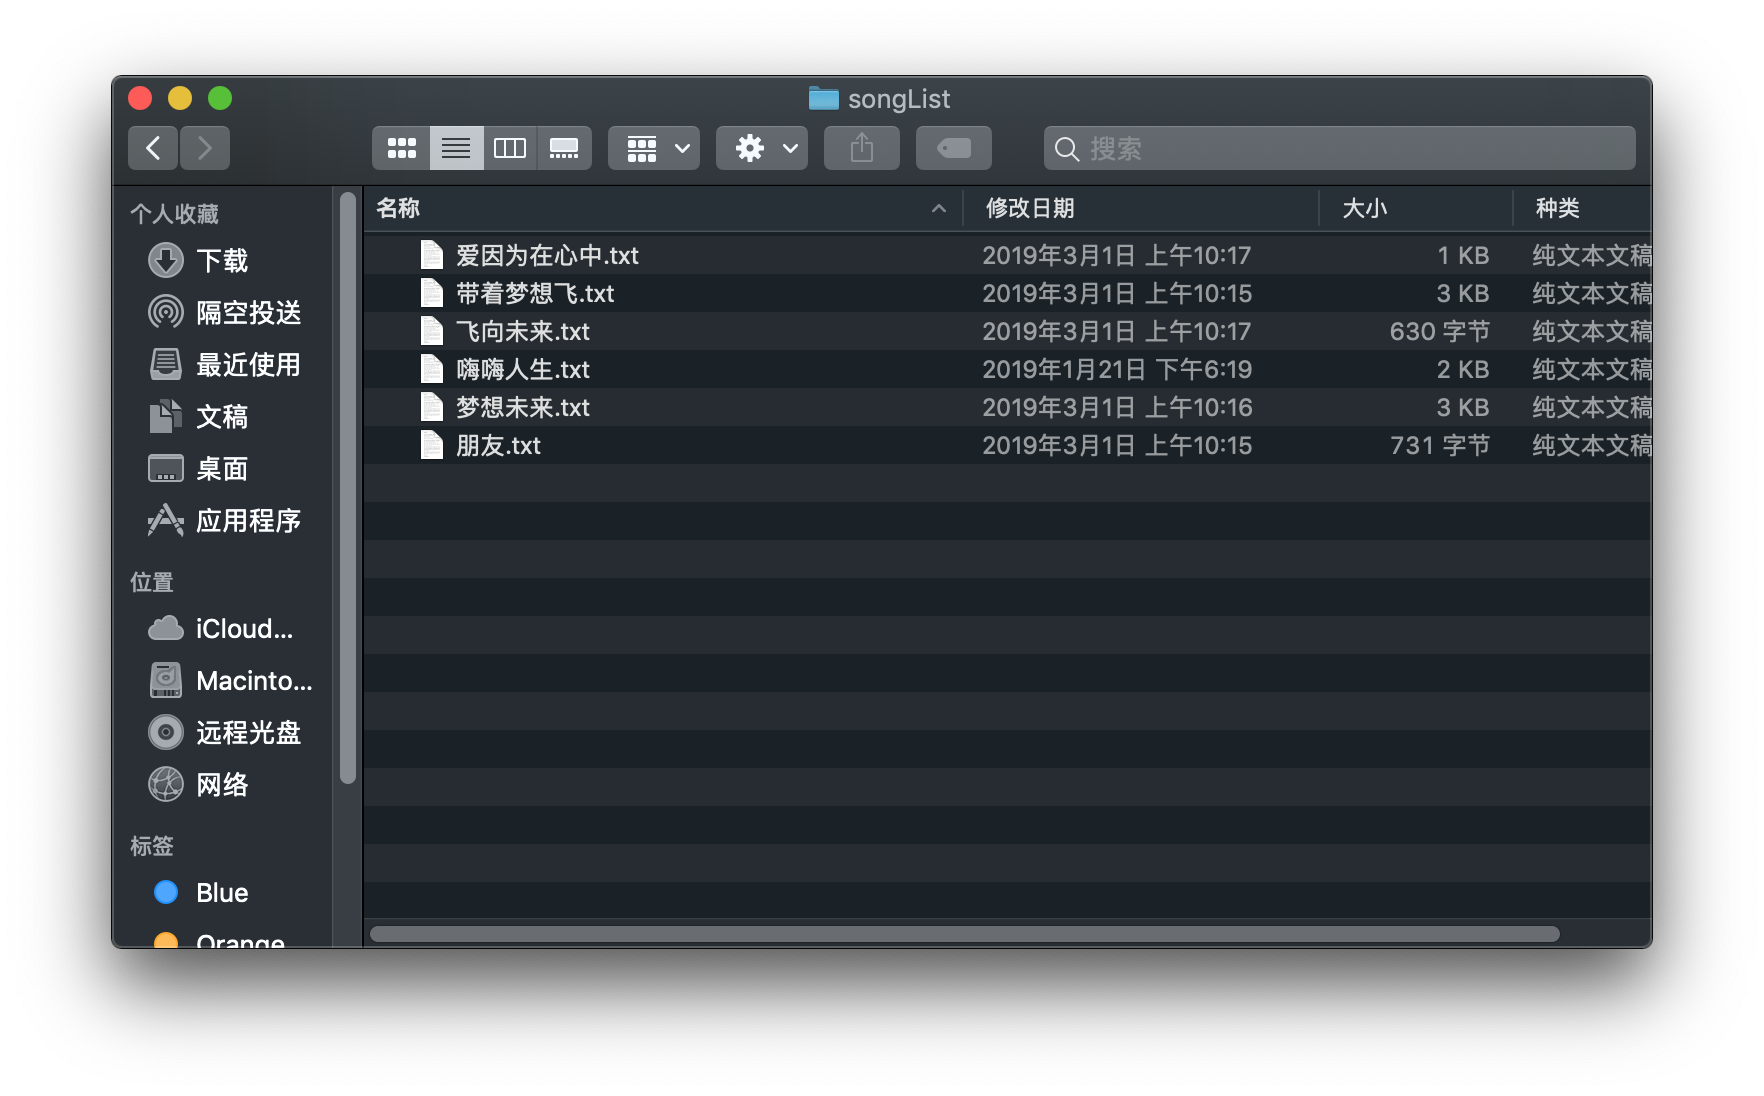 songList
搜索
个人收藏
下载
隔空投送
最近使用
文稿
桌面
应用程序
位置
iCloud...
Macinto...
远程光盘
网络
标签
Blue
Orange
名称 修改日期 大小 种类
爱因为在心中.txt 2019年3月1日 上午10:17 1 KB 纯文本文稿
带着梦想飞.txt 2019年3月1日 上午10:15 3 KB 纯文本文稿
飞向未来.txt 2019年3月1日 上午10:17 630 字节 纯文本文稿
嗨嗨人生.txt 2019年1月21日 下午6:19 2 KB 纯文本文稿
梦想未来.txt 2019年3月1日 上午10:16 3 KB 纯文本文稿
朋友.txt 2019年3月1日 上午10:15 731 字节 纯文本文稿